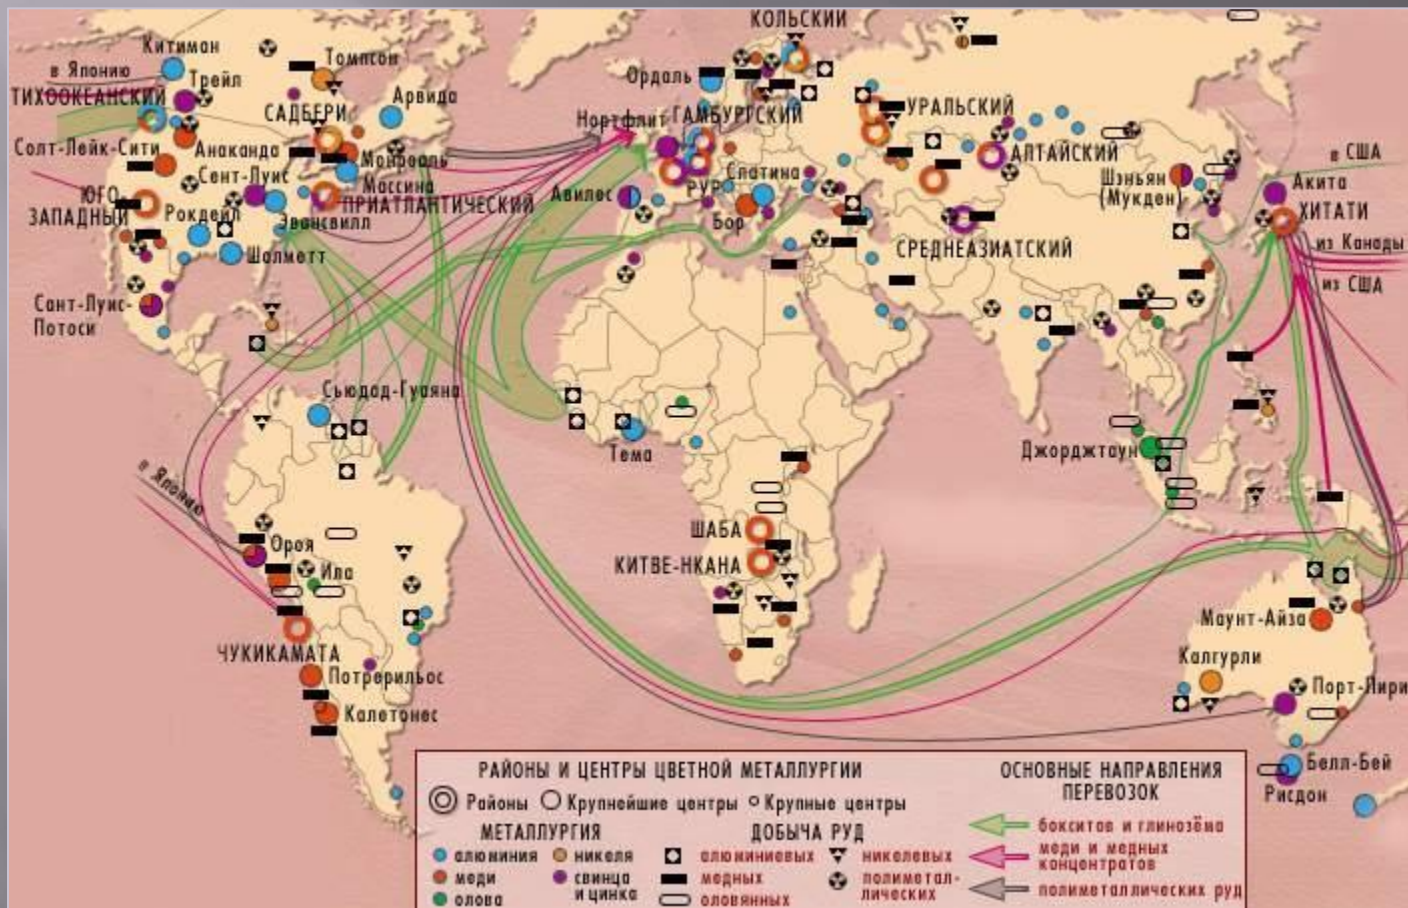 КОЛЬСКИЙ
Китимат
Томпсон
в Японию
Трейл
Ордаль
ТИХООКЕАНСКИЙ
САДБЕРИ
Арвида
Нортфлит
ГАМБУРГСКИЙ
УРАЛЬСКИЙ
Солт-Лейк-Сити
Анаканда
Монреаль
АЛТАЙСКИЙ
в США
Сент-Луис
Массина
Авилес
РУР
Слатина
Шэньян
(Мукден)
Акита
ЮГО-
ЗАПАДНЫЙ
ПРИАТЛАНТИЧЕСКИЙ
Рокдейл
Эвансвилл
Бор
ХИТАТИ
Шалметт
СРЕДНЕАЗИАТСКИЙ
из Канады
из США
Сант-Луис-
Потоси
Сьюдад-Гуаяна
Тема
Джорджтаун
в Японию
ШАБА
Ороя
Ила
КИТВЕ-НКАНА
Маунт-Айза
ЧУКИКАМАТА
Калгурли
Потрерильос
Порт-Пири
Калетонес
Белл-Бей
Рисдон
РАЙОНЫ И ЦЕНТРЫ ЦВЕТНОЙ МЕТАЛЛУРГИИ
Районы Крупнейшие центры Крупные центры
МЕТАЛЛУРГИЯ
алюминия
меди
олова
никеля
свинца
и цинка
ДОБЫЧА РУД
алюминиевых
медных
оловянных
никелевых
полиметал-
лических
ОСНОВНЫЕ НАПРАВЛЕНИЯ
ПЕРЕВОЗОК
бокситов и глинозёма
меди и медных
концентратов
полиметаллических руд